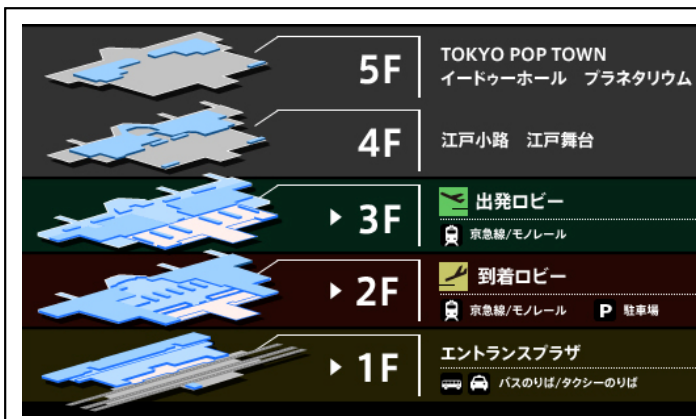 5F
TOKYO POP TOWN
イードゥーホール　プラネタリウム
4F
江戸小路　江戸舞台
3F
出発ロビー
京急線/モノレール
2F
到着ロビー
京急線/モノレール　P　駐車場
1F
エントランスプラザ
バスのりば/タクシーのりば